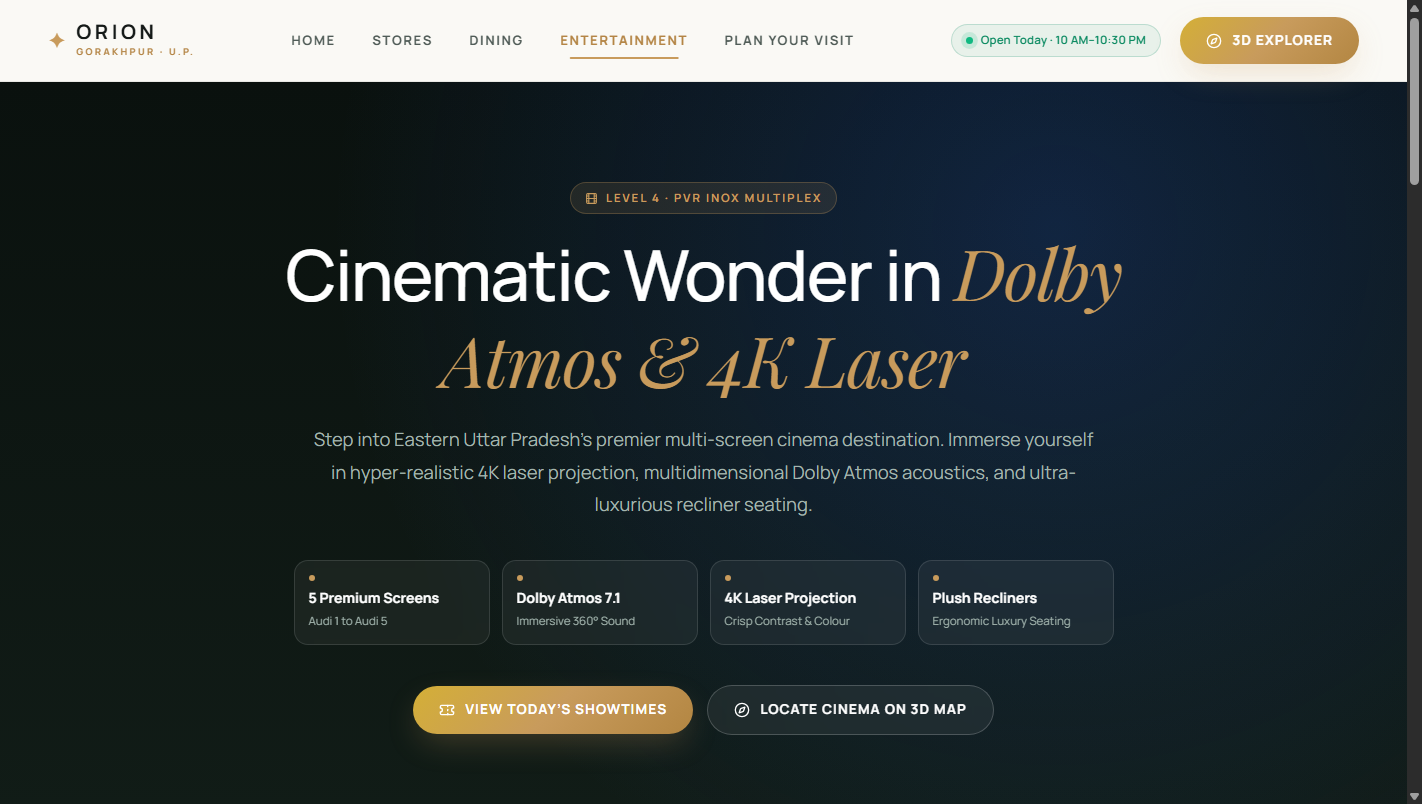 ORION
GORAKHPUR · U.P.
HOME
STORES
DINING
ENTERTAINMENT
PLAN YOUR VISIT
Open Today · 10 AM–10:30 PM
3D EXPLORER
LEVEL 4 · PVR INOX MULTIPLEX
Cinematic Wonder in Dolby
Atmos & 4K Laser
Step into Eastern Uttar Pradesh's premier multi-screen cinema destination. Immerse yourself
in hyper-realistic 4K laser projection, multidimensional Dolby Atmos acoustics, and ultra-
luxurious recliner seating.
5 Premium Screens
Audi 1 to Audi 5
Dolby Atmos 7.1
Immersive 360° Sound
4K Laser Projection
Crisp Contrast & Colour
Plush Recliners
Ergonomic Luxury Seating
VIEW TODAY'S SHOWTIMES
LOCATE CINEMA ON 3D MAP